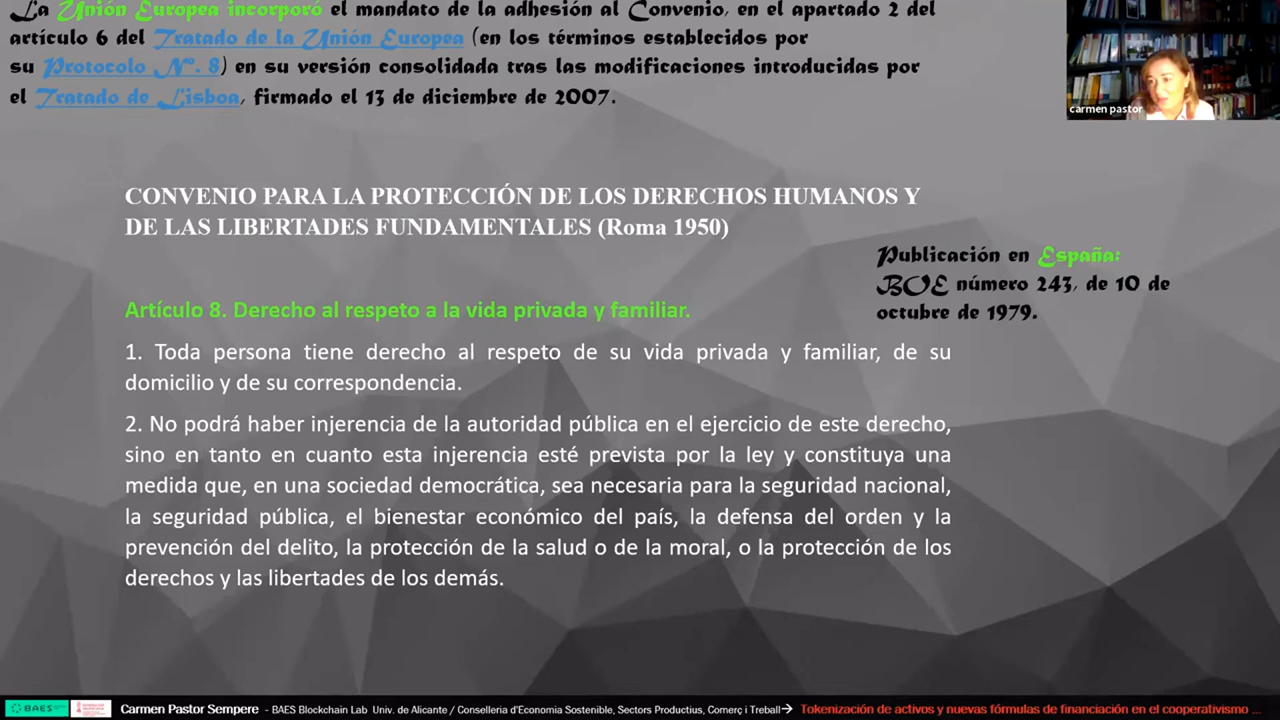 La Unión Europea incorporó el mandato de la adhesión al Convenio, en el apartado 2 del
artículo 6 del Tratado de la Unión Europea (en los términos establecidos por
su Protocolo Nº. 8) en su versión consolidada tras las modificaciones introducidas por
el Tratado de Lisboa, firmado el 13 de diciembre de 2007.
carmen pastor
CONVENIO PARA LA PROTECCIÓN DE LOS DERECHOS HUMANOS Y
DE LAS LIBERTADES FUNDAMENTALES (Roma 1950)
Publicación en España:
BOE número 243, de 10 de
octubre de 1979.
Artículo 8. Derecho al respeto a la vida privada y familiar.
1. Toda persona tiene derecho al respeto de su vida privada y familiar, de su
domicilio y de su correspondencia.
2. No podrá haber injerencia de la autoridad pública en el ejercicio de este derecho,
sino en tanto en cuanto esta injerencia esté prevista por la ley y constituya una
medida que, en una sociedad democrática, sea necesaria para la seguridad nacional,
la seguridad pública, el bienestar económico del país, la defensa del orden y la
prevención del delito, la protección de la salud o de la moral, o la protección de los
derechos y las libertades de los demás.
BAES Carmen Pastor Sempere - BAES Blockchain Lab Univ. de Alicante / Conselleria d'Economia Sostenible, Sectors Productius, Comerç i Treball→ Tokenización de activos y nuevas fórmulas de financiación en el cooperativismo ...